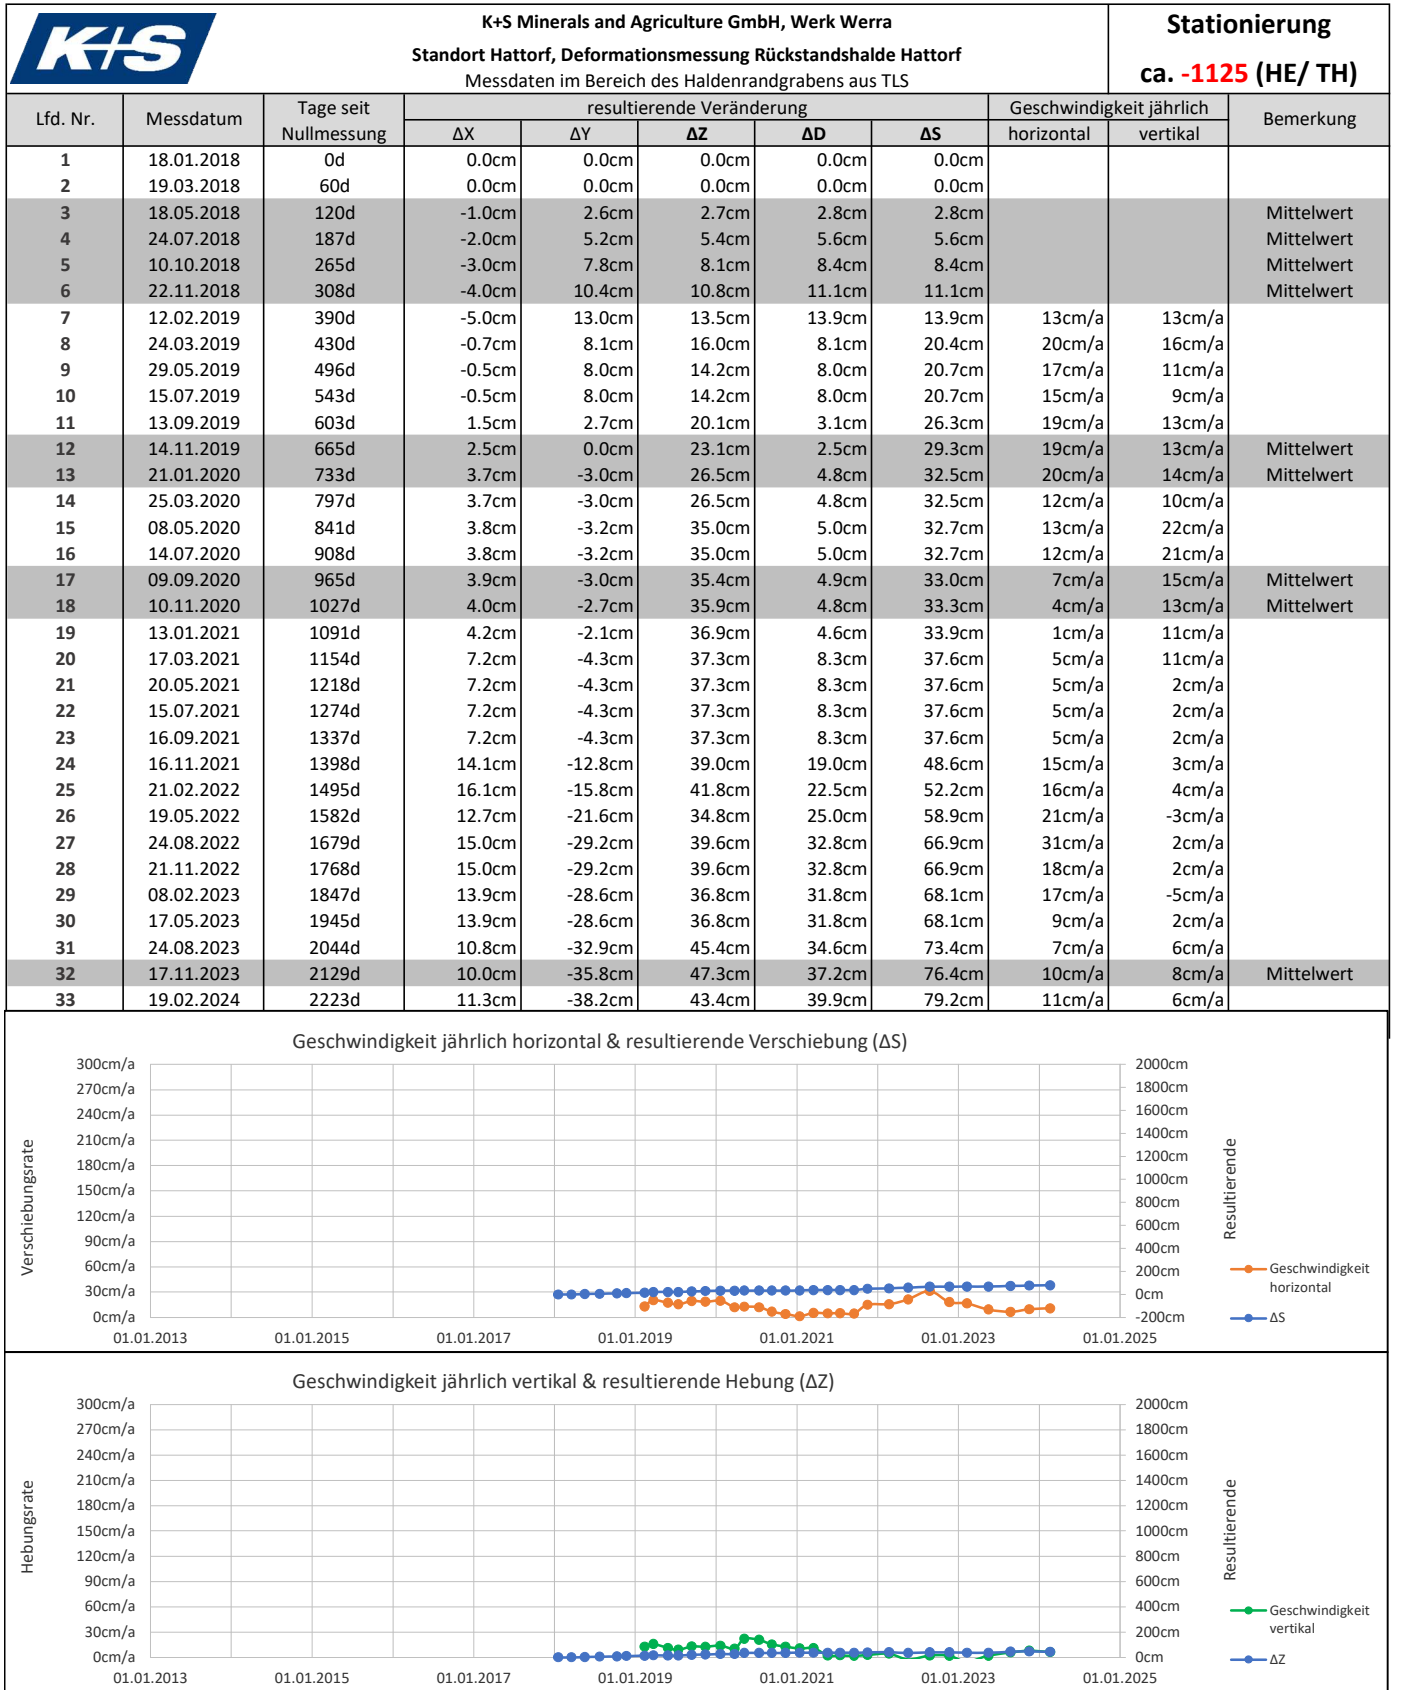 K+S
K+S Minerals and Agriculture GmbH, Werk Werra
Standort Hattorf, Deformationsmessung Rückstandshalde Hattorf
Messdaten im Bereich des Haldenrandgrabens aus TLS
Stationierung
ca. -1125 (HE/ TH)
Lfd. Nr. Messdatum Tage seit Nullmessung resultierende Veränderung Geschwindigkeit jährlich Bemerkung
ΔX ΔY ΔZ ΔD ΔS horizontal vertikal
1 18.01.2018 0d 0.0cm 0.0cm 0.0cm 0.0cm 0.0cm
2 19.03.2018 60d 0.0cm 0.0cm 0.0cm 0.0cm 0.0cm
3 18.05.2018 120d -1.0cm 2.6cm 2.7cm 2.8cm 2.8cm Mittelwert
4 24.07.2018 187d -2.0cm 5.2cm 5.4cm 5.6cm 5.6cm Mittelwert
5 10.10.2018 265d -3.0cm 7.8cm 8.1cm 8.4cm 8.4cm Mittelwert
6 22.11.2018 308d -4.0cm 10.4cm 10.8cm 11.1cm 11.1cm Mittelwert
7 12.02.2019 390d -5.0cm 13.0cm 13.5cm 13.9cm 13.9cm 13cm/a 13cm/a
8 24.03.2019 430d -0.7cm 8.1cm 16.0cm 8.1cm 20.4cm 20cm/a 16cm/a
9 29.05.2019 496d -0.5cm 8.0cm 14.2cm 8.0cm 20.7cm 17cm/a 11cm/a
10 15.07.2019 543d -0.5cm 8.0cm 14.2cm 8.0cm 20.7cm 15cm/a 9cm/a
11 13.09.2019 603d 1.5cm 2.7cm 20.1cm 3.1cm 26.3cm 19cm/a 13cm/a
12 14.11.2019 665d 2.5cm 0.0cm 23.1cm 2.5cm 29.3cm 19cm/a 13cm/a Mittelwert
13 21.01.2020 733d 3.7cm -3.0cm 26.5cm 4.8cm 32.5cm 20cm/a 14cm/a Mittelwert
14 25.03.2020 797d 3.7cm -3.0cm 26.5cm 4.8cm 32.5cm 12cm/a 10cm/a
15 08.05.2020 841d 3.8cm -3.2cm 35.0cm 5.0cm 32.7cm 13cm/a 22cm/a
16 14.07.2020 908d 3.8cm -3.2cm 35.0cm 5.0cm 32.7cm 12cm/a 21cm/a
17 09.09.2020 965d 3.9cm -3.0cm 35.4cm 4.9cm 33.0cm 7cm/a 15cm/a Mittelwert
18 10.11.2020 1027d 4.0cm -2.7cm 35.9cm 4.8cm 33.3cm 4cm/a 13cm/a Mittelwert
19 13.01.2021 1091d 4.2cm -2.1cm 36.9cm 4.6cm 33.9cm 1cm/a 11cm/a
20 17.03.2021 1154d 7.2cm -4.3cm 37.3cm 8.3cm 37.6cm 5cm/a 11cm/a
21 20.05.2021 1218d 7.2cm -4.3cm 37.3cm 8.3cm 37.6cm 5cm/a 2cm/a
22 15.07.2021 1274d 7.2cm -4.3cm 37.3cm 8.3cm 37.6cm 5cm/a 2cm/a
23 16.09.2021 1337d 7.2cm -4.3cm 37.3cm 8.3cm 37.6cm 5cm/a 2cm/a
24 16.11.2021 1398d 14.1cm -12.8cm 39.0cm 19.0cm 48.6cm 15cm/a 3cm/a
25 21.02.2022 1495d 16.1cm -15.8cm 41.8cm 22.5cm 52.2cm 16cm/a 4cm/a
26 19.05.2022 1582d 12.7cm -21.6cm 34.8cm 25.0cm 58.9cm 21cm/a -3cm/a
27 24.08.2022 1679d 15.0cm -29.2cm 39.6cm 32.8cm 66.9cm 31cm/a 2cm/a
28 21.11.2022 1768d 15.0cm -29.2cm 39.6cm 32.8cm 66.9cm 18cm/a 2cm/a
29 08.02.2023 1847d 13.9cm -28.6cm 36.8cm 31.8cm 68.1cm 17cm/a -5cm/a
30 17.05.2023 1945d 13.9cm -28.6cm 36.8cm 31.8cm 68.1cm 9cm/a 2cm/a
31 24.08.2023 2044d 10.8cm -32.9cm 45.4cm 34.6cm 73.4cm 7cm/a 6cm/a
32 17.11.2023 2129d 10.0cm -35.8cm 47.3cm 37.2cm 76.4cm 10cm/a 8cm/a Mittelwert
33 19.02.2024 2223d 11.3cm -38.2cm 43.4cm 39.9cm 79.2cm 11cm/a 6cm/a
Geschwindigkeit jährlich horizontal & resultierende Verschiebung (ΔS)
Verschiebungsrate
300cm/a
270cm/a
240cm/a
210cm/a
180cm/a
150cm/a
120cm/a
90cm/a
60cm/a
30cm/a
0cm/a
2000cm
1800cm
1600cm
1400cm
1200cm
1000cm
800cm
600cm
400cm
200cm
0cm
-200cm
Resultierende
Geschwindigkeit
horizontal
ΔS
01.01.2013 01.01.2015 01.01.2017 01.01.2019 01.01.2021 01.01.2023 01.01.2025
Geschwindigkeit jährlich vertikal & resultierende Hebung (ΔZ)
Hebungsrate
300cm/a
270cm/a
240cm/a
210cm/a
180cm/a
150cm/a
120cm/a
90cm/a
60cm/a
30cm/a
0cm/a
2000cm
1800cm
1600cm
1400cm
1200cm
1000cm
800cm
600cm
400cm
200cm
0cm
Resultierende
Geschwindigkeit
vertikal
ΔZ
01.01.2013 01.01.2015 01.01.2017 01.01.2019 01.01.2021 01.01.2023 01.01.2025